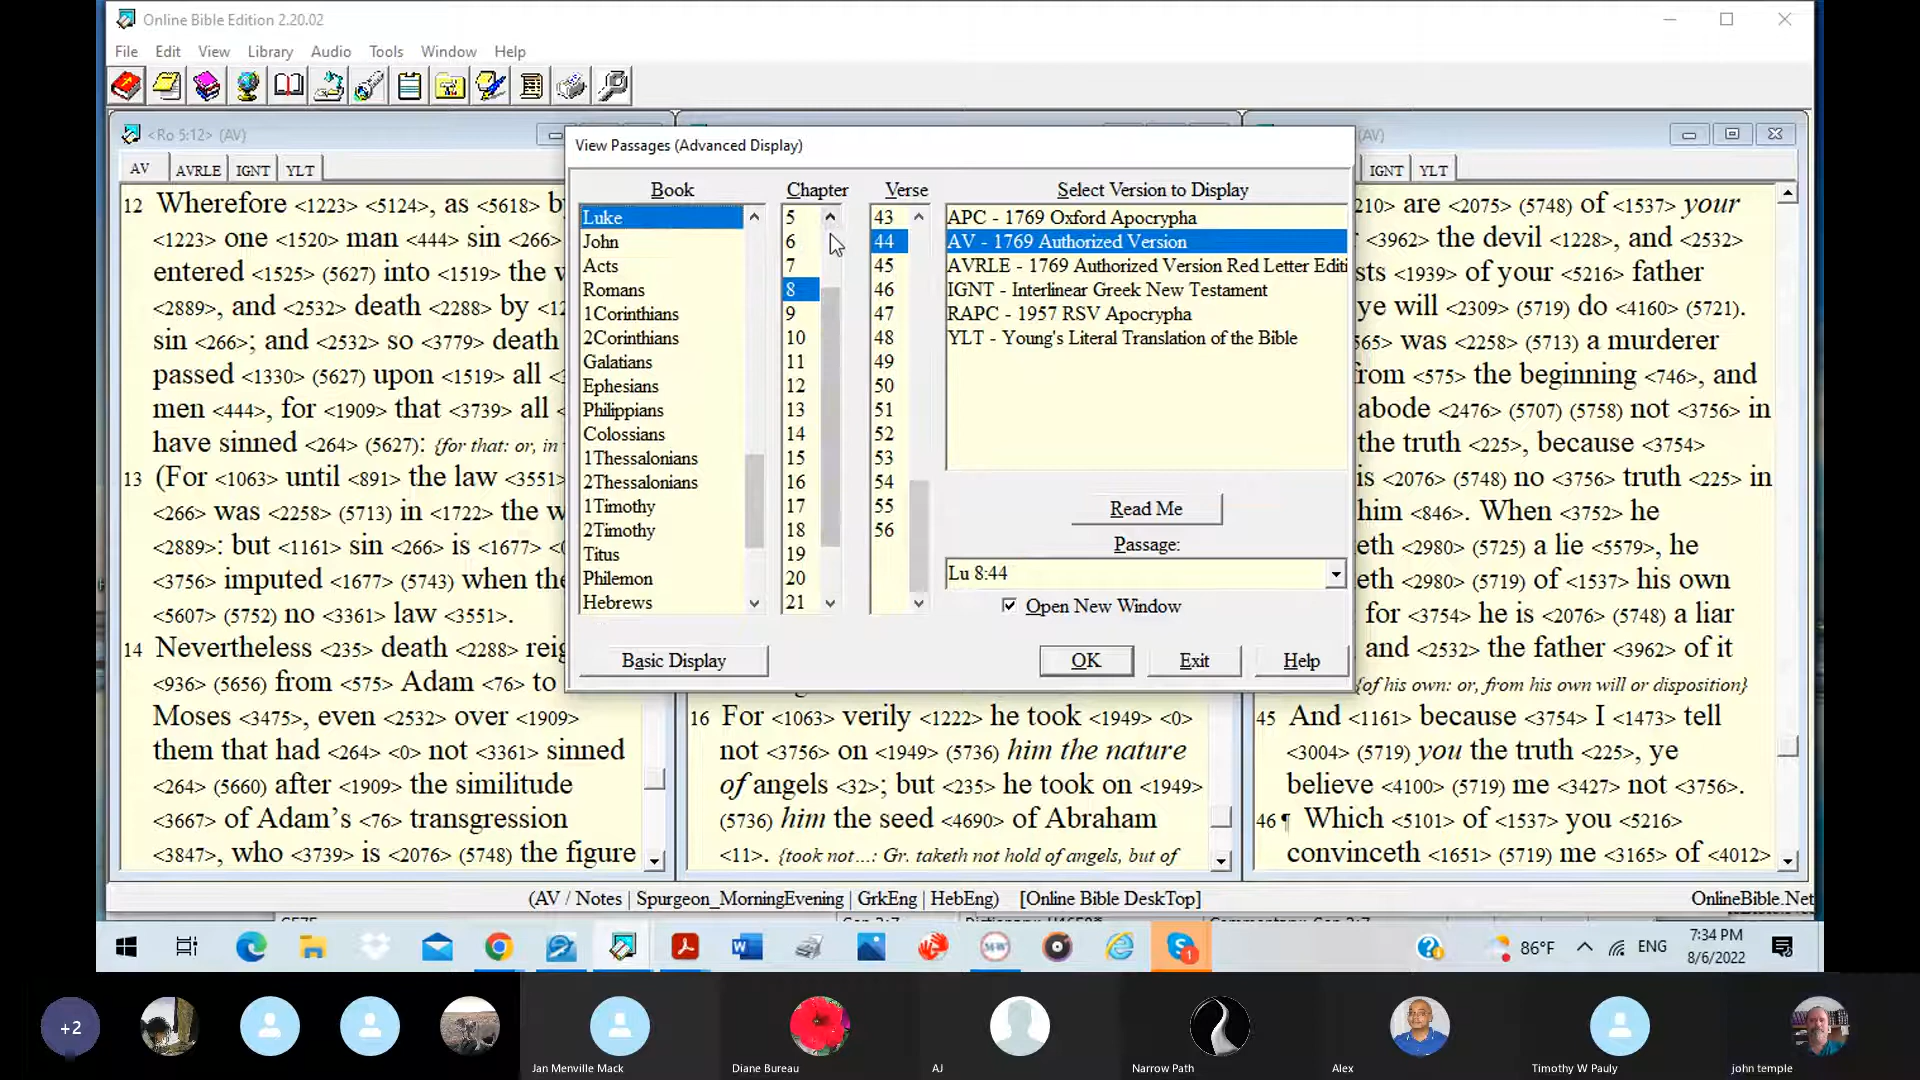 Online Bible Edition 2.20.02
File Edit View Library Audio Tools Window Help
<Ro 5:12> (AV)
AV AVRLE IGNT YLT
12 Wherefore <1223> <5124>, as <5618> by
<1223> one <1520> man <444> sin
entered <1525> (5627) into <1519> the w
<2889>, and <2532> death <2288> by
sin <266>; and <2532> so <3779> death
passed <1330> (5627) upon <1519> all
men <444>, for <1909> that <3739> all
have sinned <264> (5627): {for that: or, in
13 (For <1063> until <891> the law
<266> was <2258> (5713) in <1722> the w
<2889>: but <1161> sin <266> is <1677>
<3756> imputed <1677> (5743) when the
<5607> (5752) no <3361> law <3551>.
14 Nevertheless <235> death <2288> reig
<936> (5656) from <575> Adam <76> to
Moses <3475>, even <2532> over <1909>
them that had <264> <0> not <3361> sinned
<264> (5660) after <1909> the similitude
<3667> of Adam's <76> transgression
<3847>, who <3739> is <2076> (5748) the figure
View Passages (Advanced Display)
Book Chapter Verse Select Version to Display
Luke 5 43 APC - 1769 Oxford Apocrypha
John 6 44 AV - 1769 Authorized Version
Acts 7 45 AVRLE - 1769 Authorized Version Red Letter Editi
Romans 8 46 IGNT - Interlinear Greek New Testament
1Corinthians 9 47 RAPC - 1957 RSV Apocrypha
2Corinthians 10 48 YLT - Young's Literal Translation of the Bible
Galatians 11 49
Ephesians 12 50
Philippians 13 51
Colossians 14 52
1Thessalonians 15 53
2Thessalonians 16 54
1Timothy 17 55
2Timothy 18 56
Titus 19
Philemon 20
Hebrews 21
Read Me
Passage:
Lu 8:44
Open New Window
Basic Display OK Exit Help
16 For <1063> verily <1222> he took <1949> <0>
not <3756> on <1949> (5736) him the nature
of angels <32>; but <235> he took on <1949>
(5736) him the seed <4690> of Abraham
<11>. {took not...: Gr. taketh not hold of angels, but of
(AV)
IGNT YLT
210> are <2075> (5748) of <1537> your
<3962> the devil <1228>, and <2532>
sts <1939> of your <5216> father
ye will <2309> (5719) do <4160> (5721).
565> was <2258> (5713) a murderer
from <575> the beginning <746>, and
abode <2476> (5707) (5758) not <3756> in
the truth <225>, because <3754>
is <2076> (5748) no <3756> truth <225> in
him <846>. When <3752> he
eth <2980> (5725) a lie <5579>, he
eth <2980> (5719) of <1537> his own
for <3754> he is <2076> (5748) a liar
and <2532> the father <3962> of it
{of his own: or, from his own will or disposition}
45 And <1161> because <3754> I <1473> tell
<3004> (5719) you the truth <225>, ye
believe <4100> (5719) me <3427> not <3756>.
46 ¶ Which <5101> of <1537> you <5216>
convinceth <1651> (5719) me <3165> of <4012>
(AV / Notes | Spurgeon_MorningEvening | GrkEng | HebEng) [Online Bible DeskTop]
OnlineBible.Net
86°F ENG 7:34 PM
8/6/2022
+2
Jan Menville Mack Diane Bureau AJ Narrow Path Alex Timothy W Pauly john temple